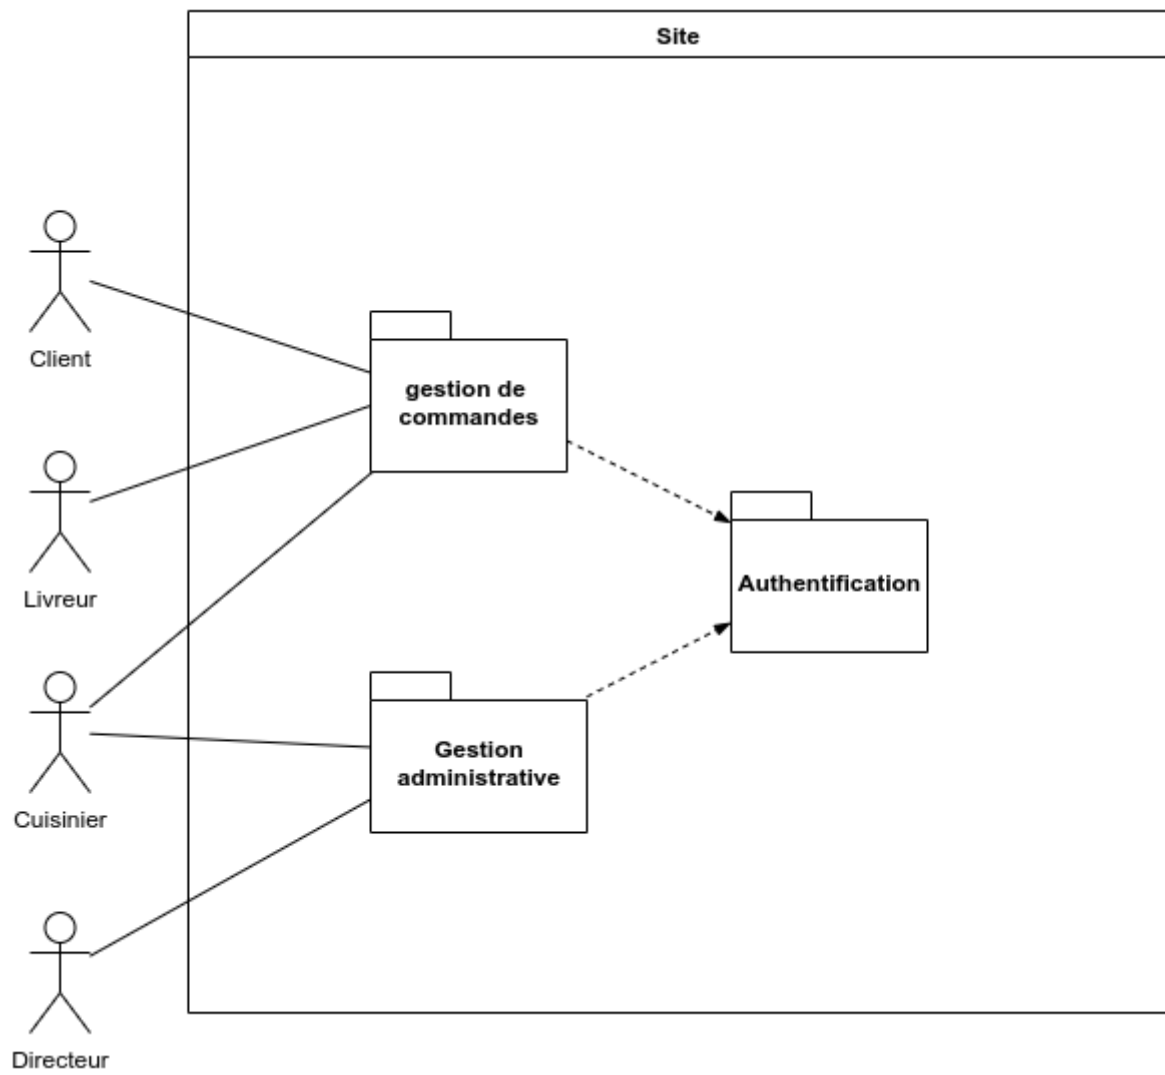 Site
Client
gestion de
commandes
Livreur
Authentification
Gestion
administrative
Cuisinier
Directeur